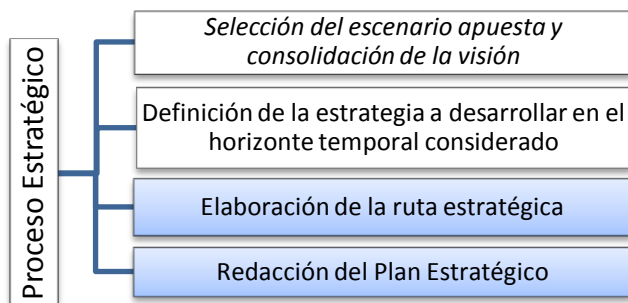 Proceso Estratégico
Selección del escenario apuesta y
consolidación de la visión
Definición de la estrategia a desarrollar en el
horizonte temporal considerado
Elaboración de la ruta estratégica
Redacción del Plan Estratégico